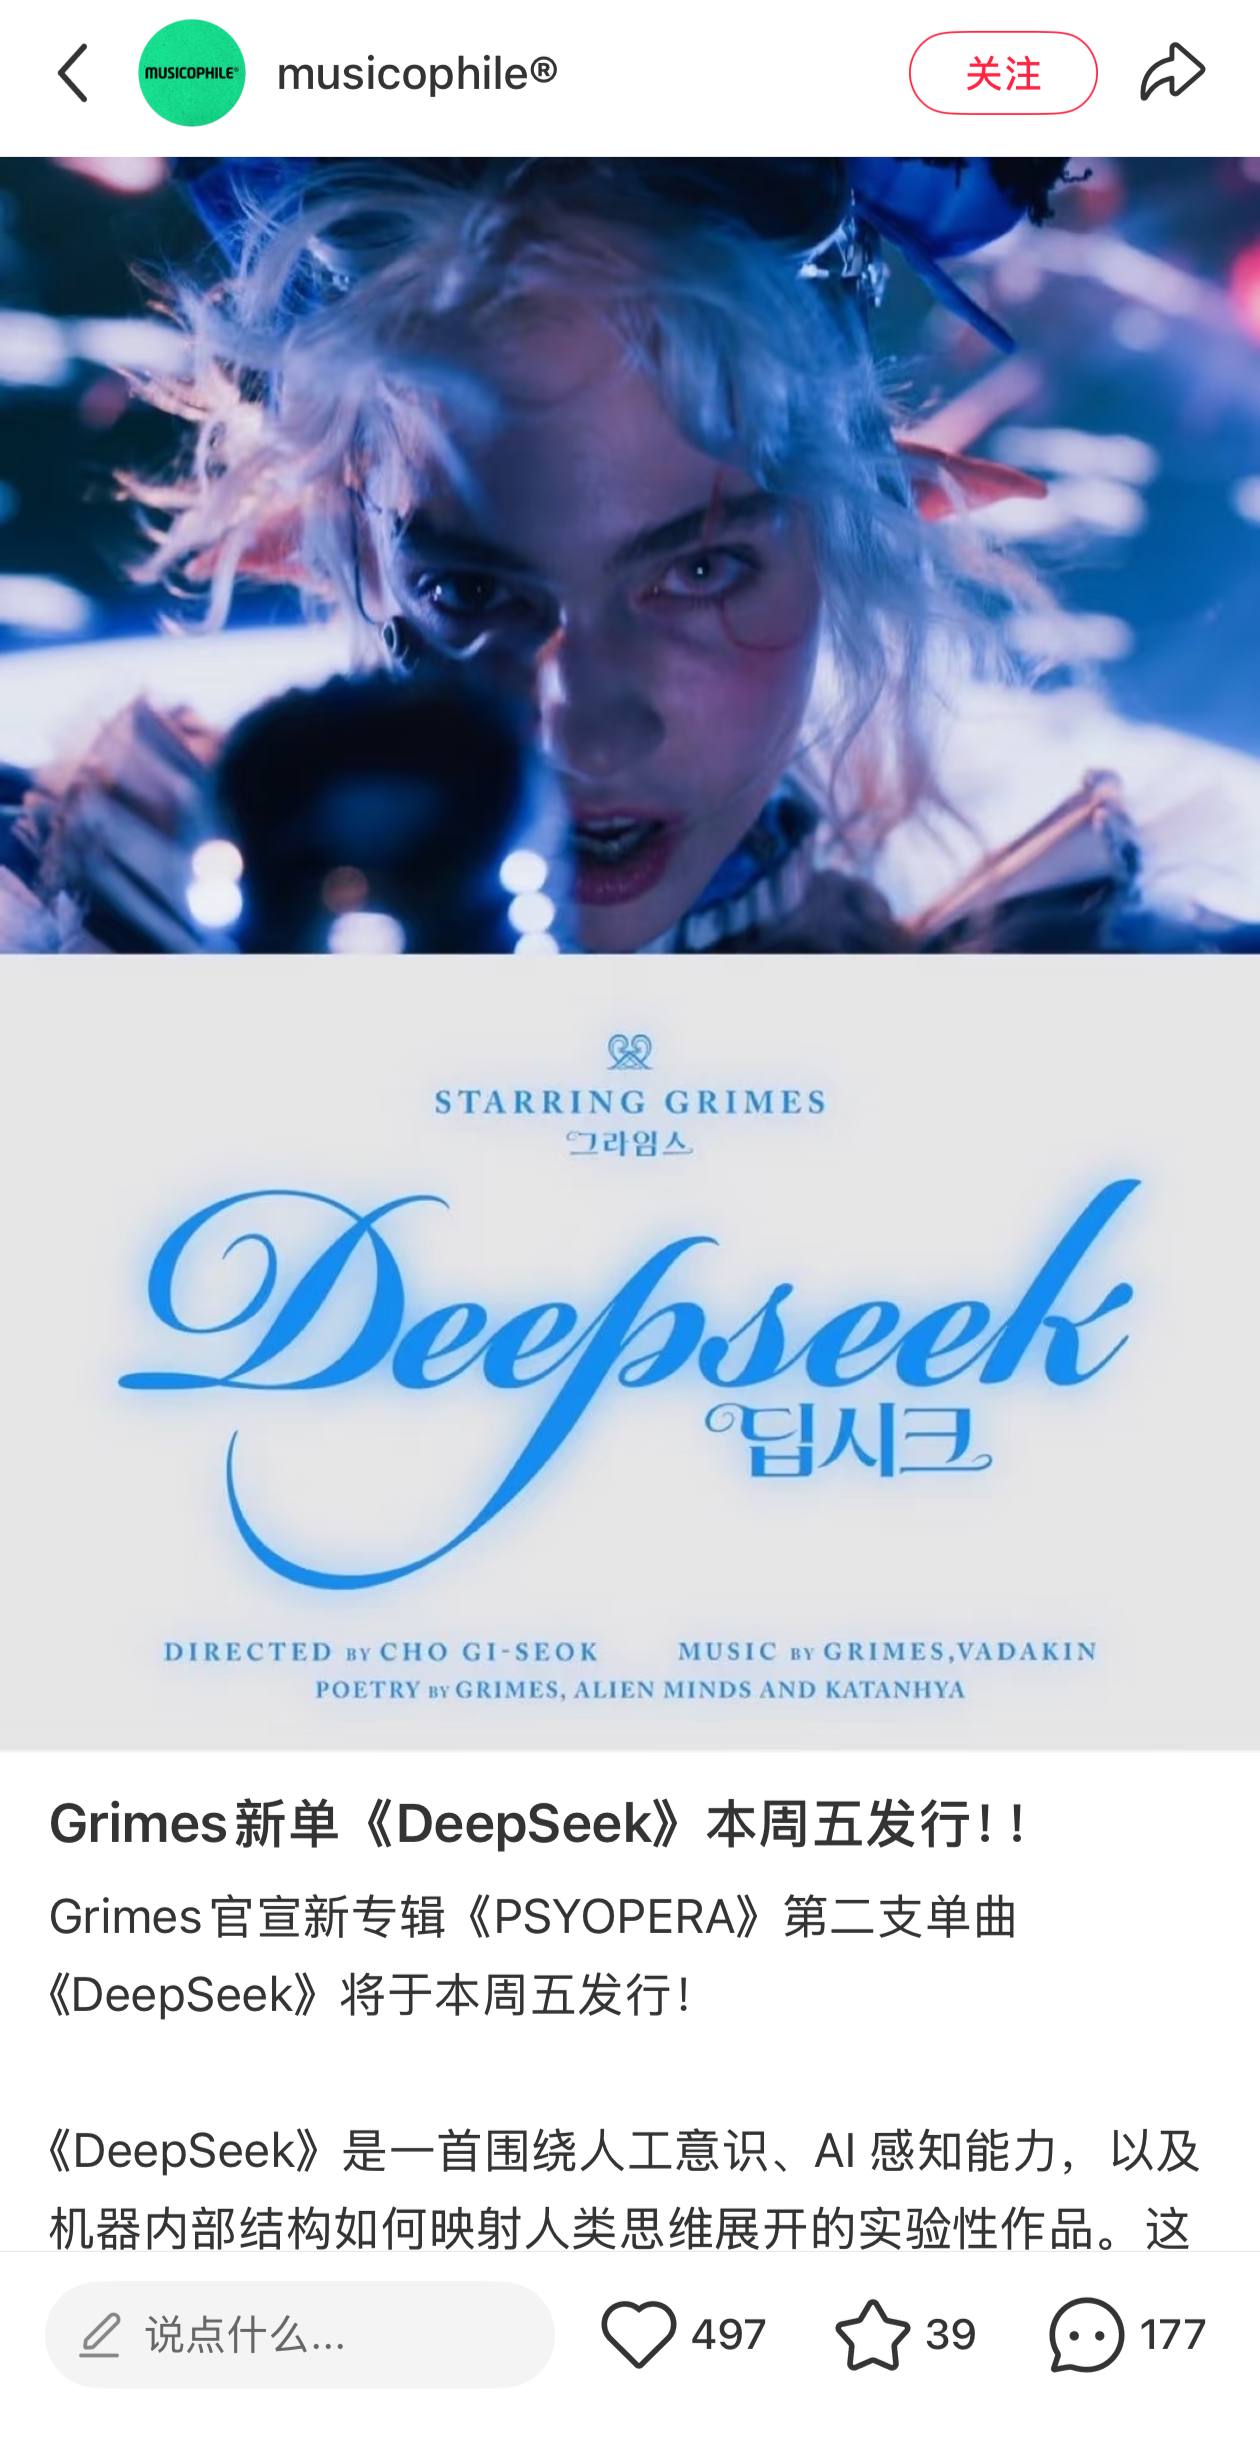 MUSICOPHILE®
musicophile®
关注
STARRING GRIMES
그라임스
Deepseek
딥시크
DIRECTED BY CHO GI-SEOK MUSIC BY GRIMES,VADAKIN
POETRY BY GRIMES, ALIEN MINDS AND KATANHYA
Grimes新单《DeepSeek》本周五发行！！
Grimes官宣新专辑《PSYOPERA》第二支单曲
《DeepSeek》将于本周五发行！
《DeepSeek》是一首围绕人工意识、AI 感知能力，以及
机器内部结构如何映射人类思维展开的实验性作品。这
说点什么... 497 39 177